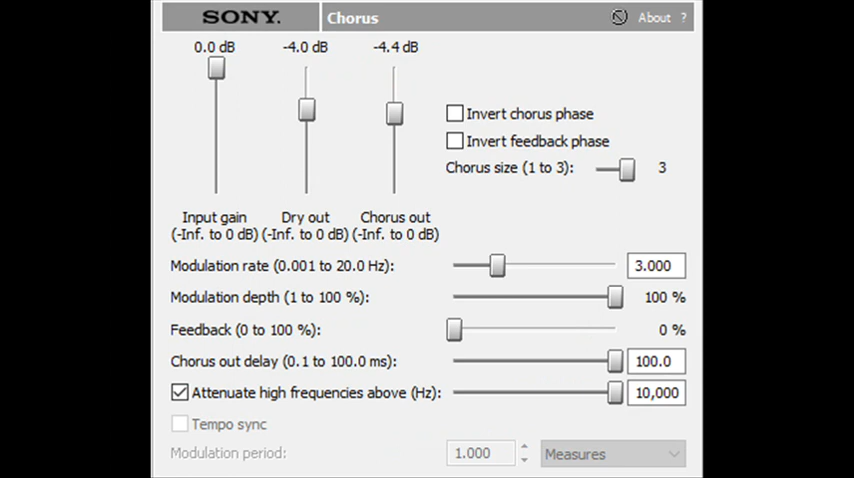 SONY. Chorus About ?
0.0 dB -4.0 dB -4.4 dB
Invert chorus phase
Invert feedback phase
Chorus size (1 to 3): 3
Input gain Dry out Chorus out
(-Inf. to 0 dB) (-Inf. to 0 dB) (-Inf. to 0 dB)
Modulation rate (0.001 to 20.0 Hz): 3.000
Modulation depth (1 to 100 %): 100 %
Feedback (0 to 100 %): 0 %
Chorus out delay (0.1 to 100.0 ms): 100.0
Attenuate high frequencies above (Hz): 10,000
Tempo sync
Modulation period: 1.000 Measures